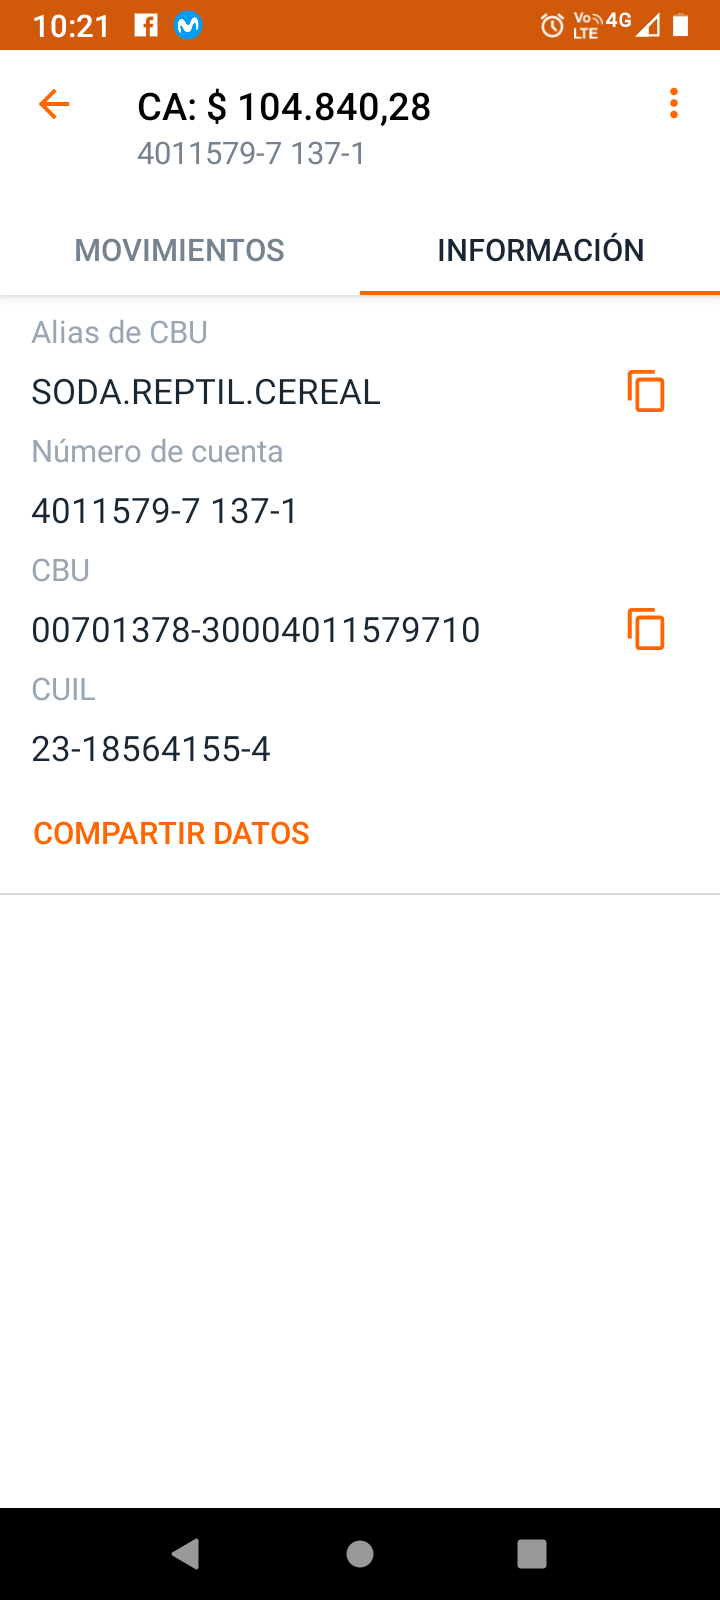 10:21
Vo LTE 4G
CA: $ 104.840,28
4011579-7 137-1
MOVIMIENTOS
INFORMACIÓN
Alias de CBU
SODA.REPTIL.CEREAL
Número de cuenta
4011579-7 137-1
CBU
00701378-30004011579710
CUIL
23-18564155-4
COMPARTIR DATOS